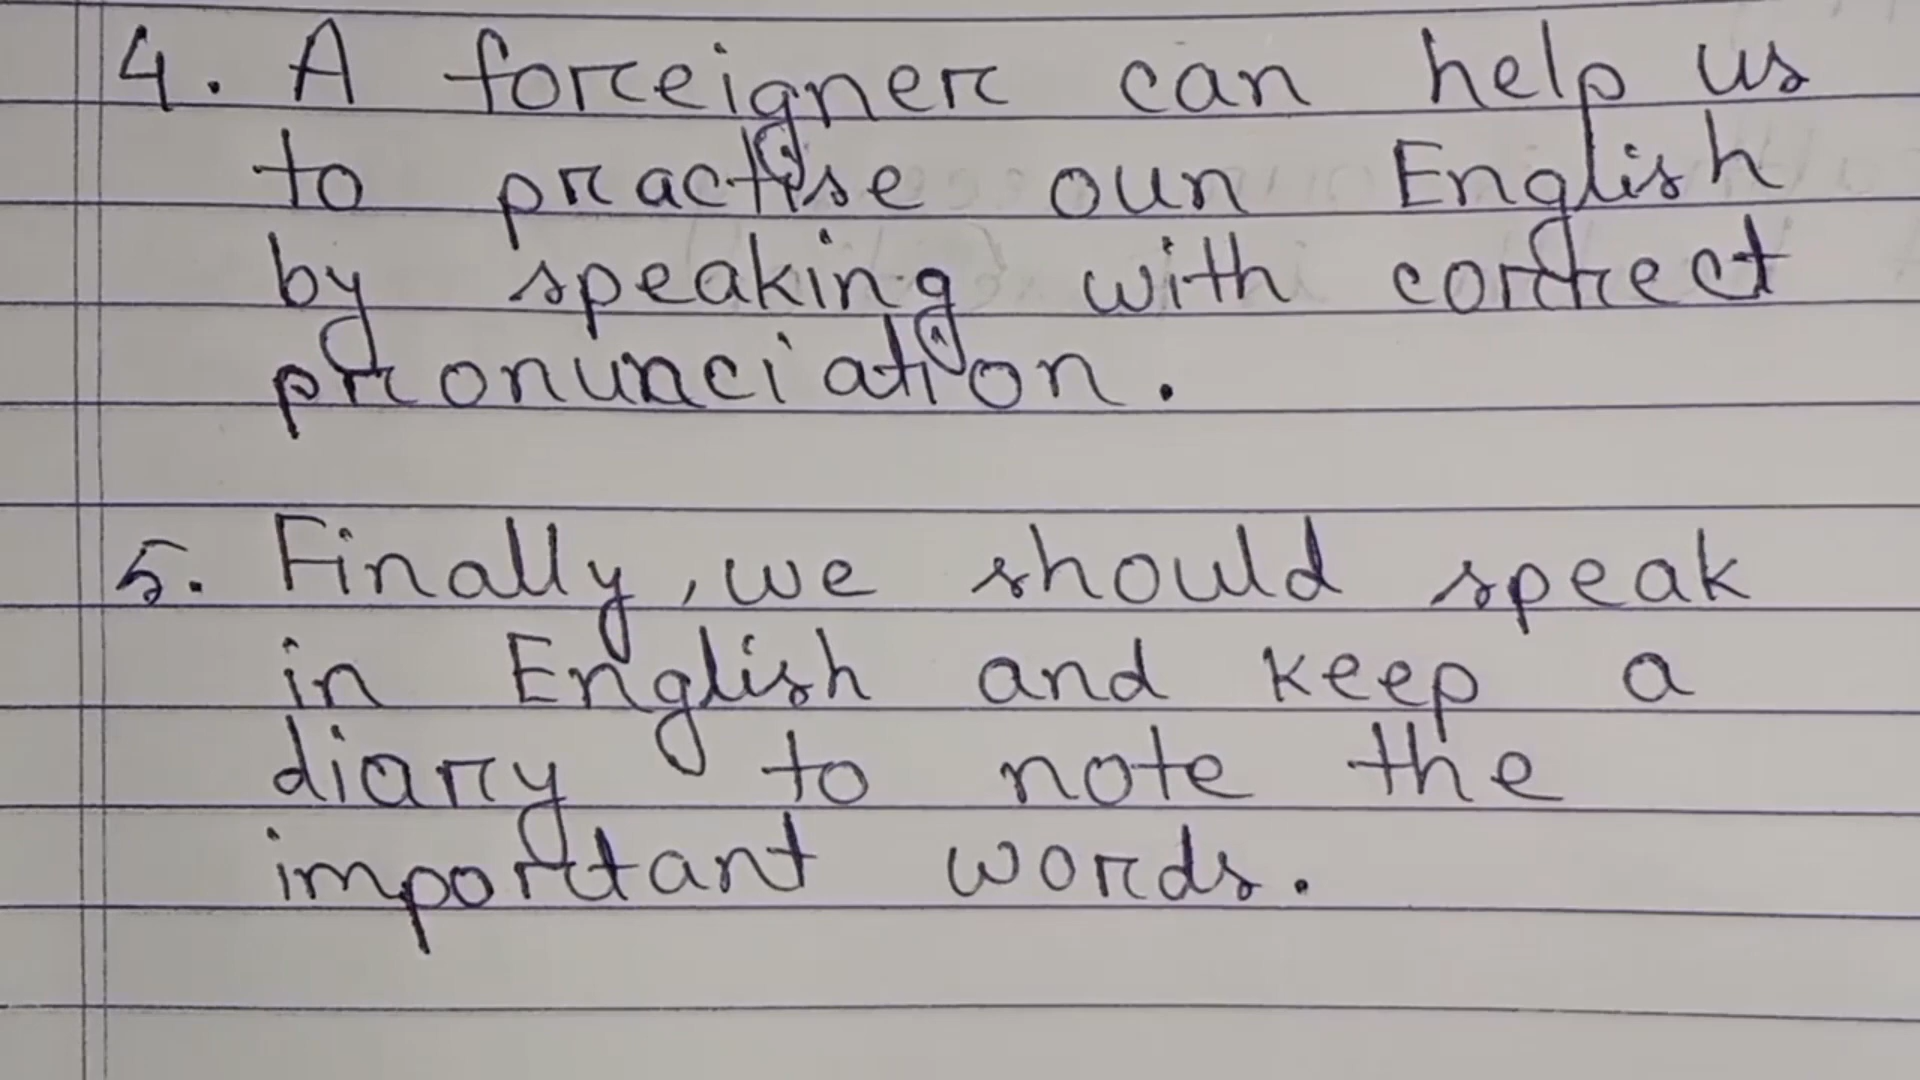 4. A foreigner can help us
to practise oun English
by speaking with correct
pronunciation.
5. Finally, we should speak
in English and keep a
diary to note the
important words.